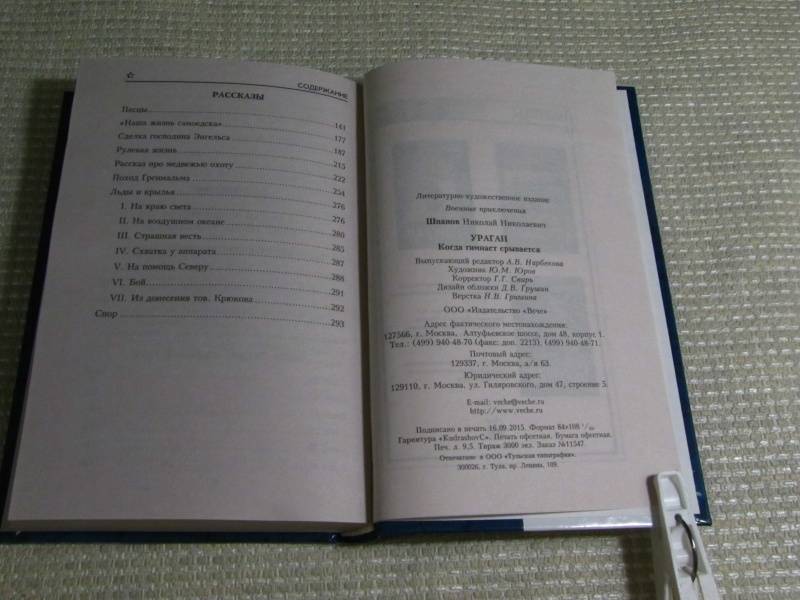 СОДЕРЖАНИЕ
РАССКАЗЫ
Песцы 141
«Наша жизнь самоедска» 177
Сделка господина Энгельса 187
Рулевая жизнь 215
Рассказ про медвежью охоту 222
Поход Гренмальма 254
Льды и крылья 276
I. На краю света 276
II. На воздушном океане 280
III. Страшная весть 285
IV. Схватка у аппарата 287
V. На помощь Северу 288
VI. Бой 291
VII. Из донесения тов. Крюкова 292
Спор 293
Литературно-художественное издание
Военные приключения
Шпанов Николай Николаевич
УРАГАН
Когда гимнаст срывается
Выпускающий редактор А.В. Нарбекова
Художник Ю.М. Юров
Корректор Г.Г. Свирь
Дизайн обложки Д.В. Грушин
Верстка Н.В. Гришина
ООО «Издательство «Вече»
Адрес фактического местонахождения:
127566, г. Москва, Алтуфьевское шоссе, дом 48, корпус 1.
Тел.: (499) 940-48-70 (факс: доп. 2213), (499) 940-48-71.
Почтовый адрес:
129337, г. Москва, а/я 63.
Юридический адрес:
129110, г. Москва, ул. Гиляровского, дом 47, строение 5.
E-mail: veche@veche.ru
http://www.veche.ru
Подписано в печать 16.09.2015. Формат 84×108 1/32
Гарнитура «KudrashovC». Печать офсетная. Бумага офсетная.
Печ. л. 9,5. Тираж 3000 экз. Заказ №11547.
Отпечатано в ООО «Тульская типография».
300026, г. Тула, пр. Ленина, 109.